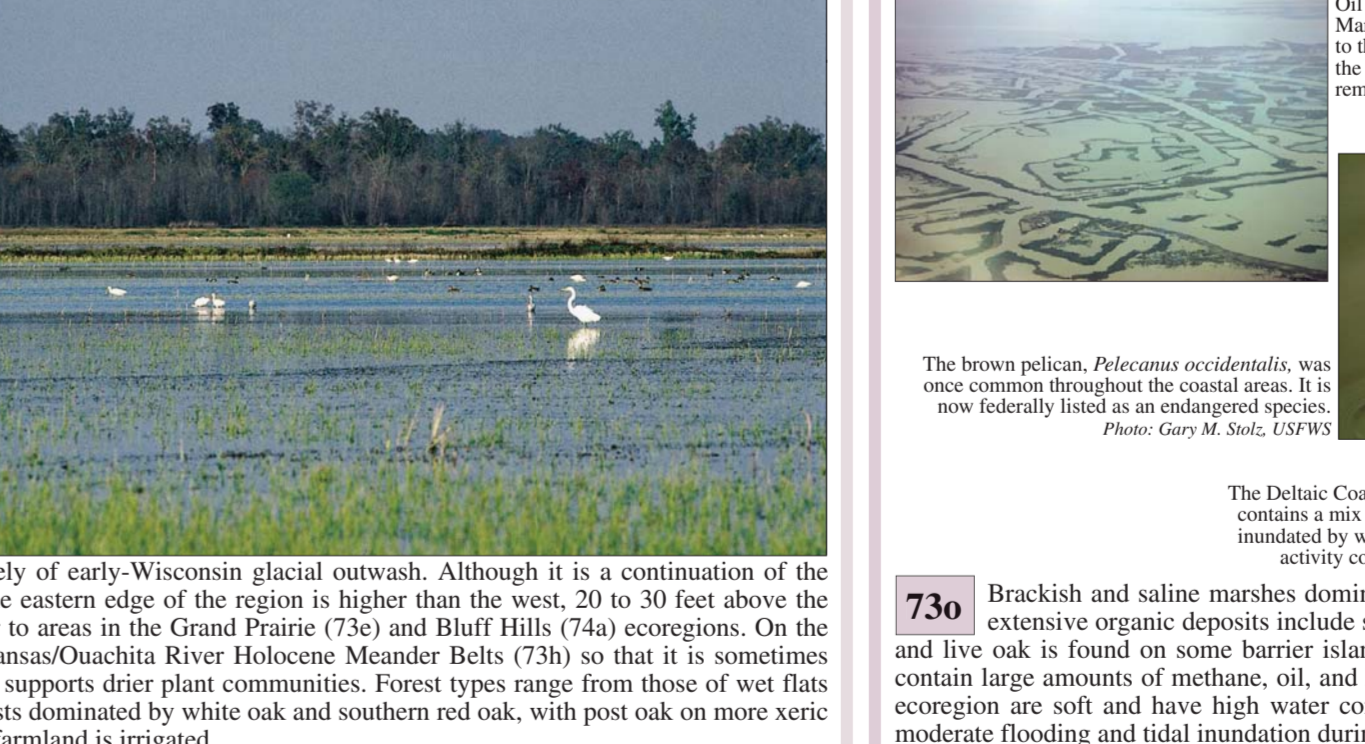 ely of early-Wisconsin glacial outwash. Although it is a continuation of the
e eastern edge of the region is higher than the west, 20 to 30 feet above the
to areas in the Grand Prairie (73e) and Bluff Hills (74a) ecoregions. On the
ansas/Ouachita River Holocene Meander Belts (73h) so that it is sometimes
supports drier plant communities. Forest types range from those of wet flats
sts dominated by white oak and southern red oak, with post oak on more xeric
farmland is irrigated.
Oil
Mar
to th
the
rem
The brown pelican, Pelecanus occidentalis, was
once common throughout the coastal areas. It is
now federally listed as an endangered species.
Photo: Gary M. Stolz, USFWS
The Deltaic Coa
contains a mix
inundated by w
activity co
73o
Brackish and saline marshes domin
extensive organic deposits include s
and live oak is found on some barrier islan
contain large amounts of methane, oil, and
ecoregion are soft and have high water co
moderate flooding and tidal inundation durin